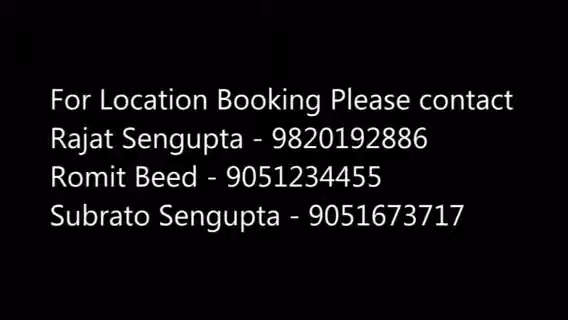 For Location Booking Please contact
Rajat Sengupta - 9820192886
Romit Beed - 9051234455
Subrato Sengupta - 9051673717